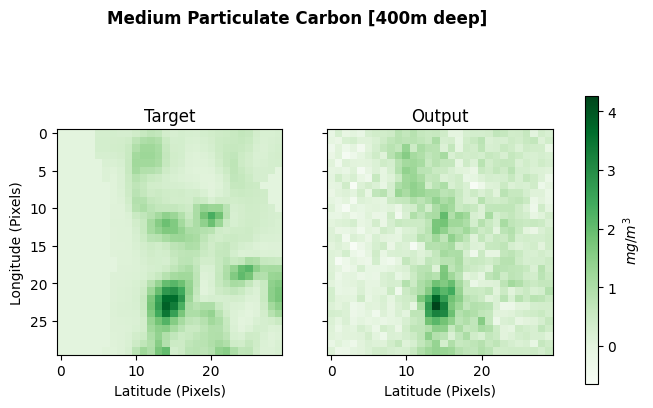 Medium Particulate Carbon [400m deep]
Target
Output
0
5
10
15
20
25
Longitude (Pixels)
0
10
20
Latitude (Pixels)
0
10
20
Latitude (Pixels)
4
3
2
1
0
mg/m³